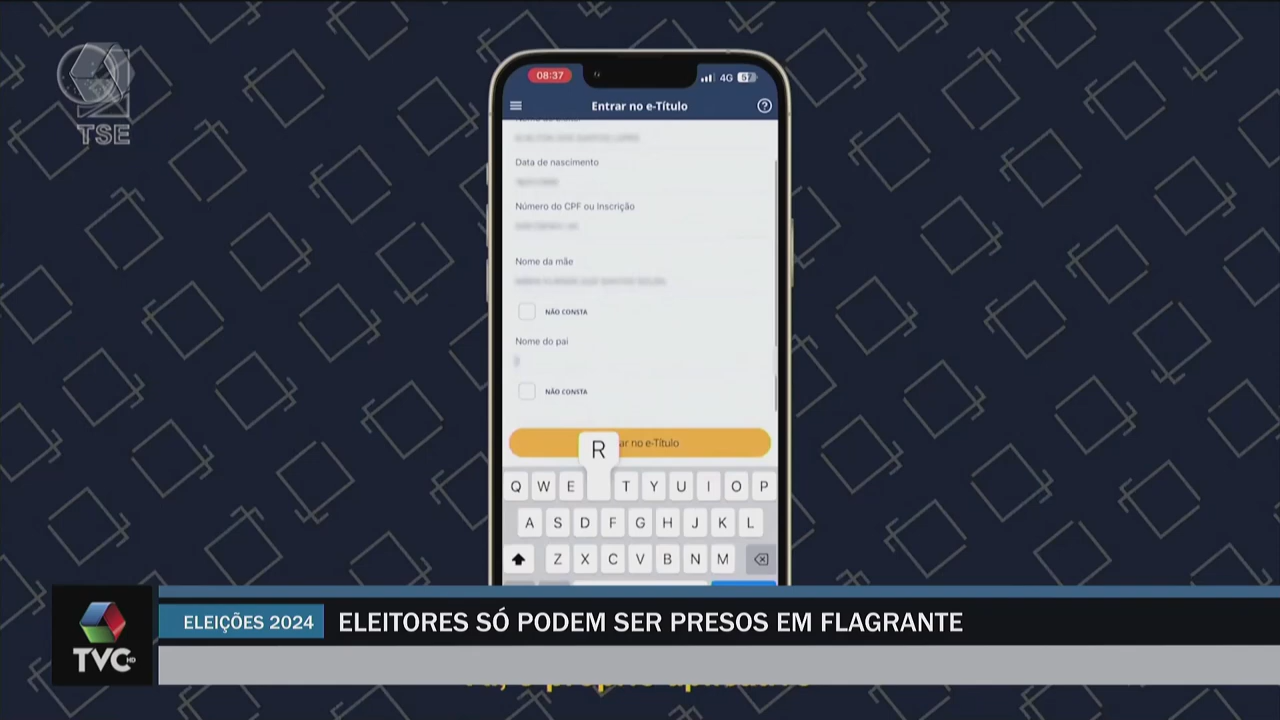 TSE
08:37
4G 57
Entrar no e-Título
Data de nascimento
Número do CPF ou Inscrição
Nome da mãe
NÃO CONSTA
Nome do pai
NÃO CONSTA
ar no e-Título
R
Q W E T Y U I O P
A S D F G H J K L
Z X C V B N M
ELEIÇÕES 2024
ELEITORES SÓ PODEM SER PRESOS EM FLAGRANTE
TVC HD